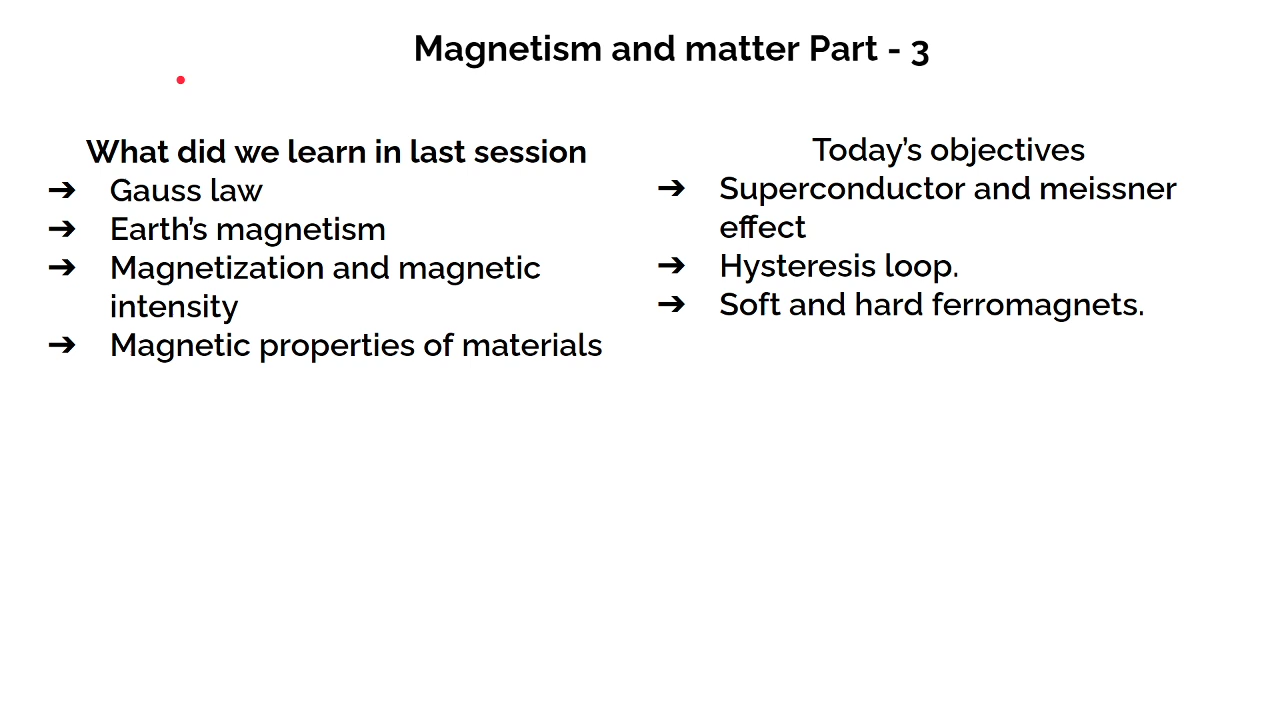 Magnetism and matter Part - 3
What did we learn in last session
➔ Gauss law
➔ Earth’s magnetism
➔ Magnetization and magnetic
intensity
➔ Magnetic properties of materials
Today’s objectives
➔ Superconductor and meissner
effect
➔ Hysteresis loop.
➔ Soft and hard ferromagnets.